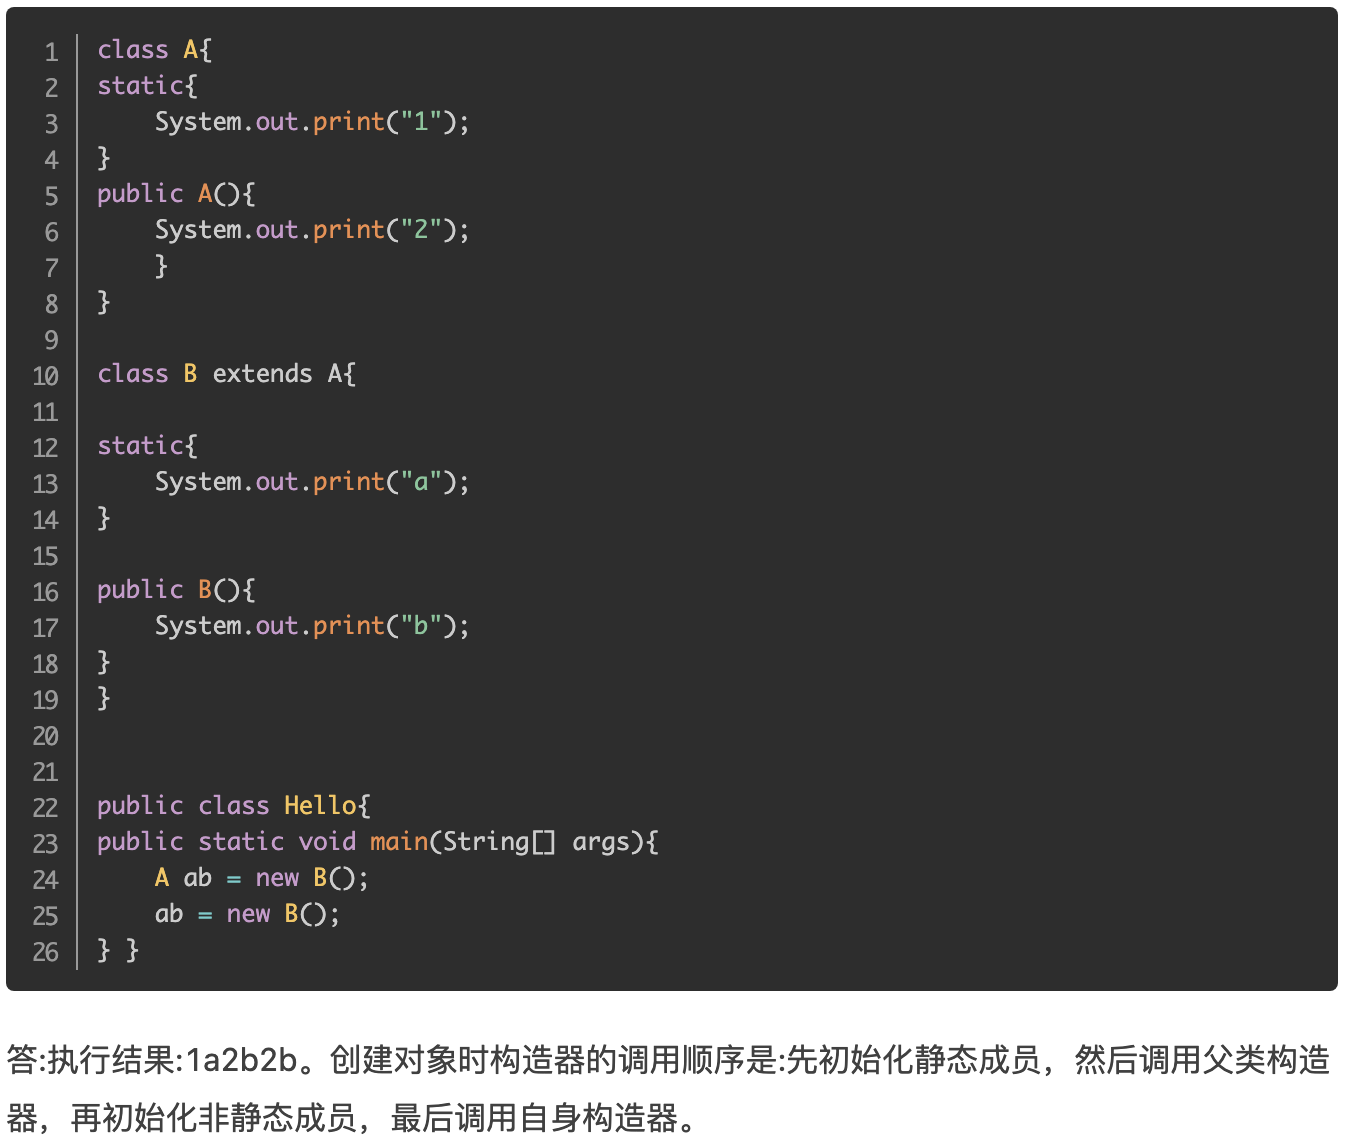 1 class A{
2 static{
3     System.out.print("1");
4 }
5 public A(){
6     System.out.print("2");
7     }
8 }
9
10 class B extends A{
11
12 static{
13     System.out.print("a");
14 }
15
16 public B(){
17     System.out.print("b");
18 }
19 }
20
21
22 public class Hello{
23 public static void main(String[] args){
24     A ab = new B();
25     ab = new B();
26 } }
答:执行结果:1a2b2b。创建对象时构造器的调用顺序是:先初始化静态成员，然后调用父类构造
器，再初始化非静态成员，最后调用自身构造器。